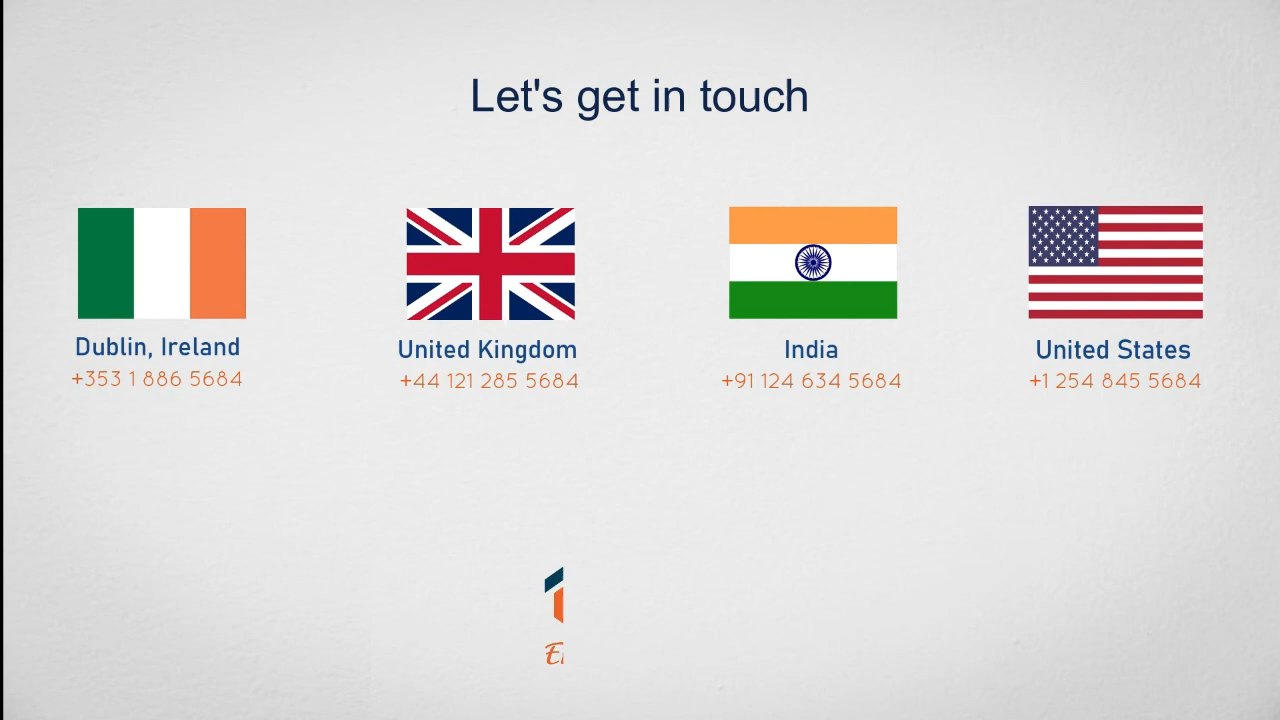 Let's get in touch
Dublin, Ireland
+353 1 886 5684
United Kingdom
+44 121 285 5684
India
+91 124 634 5684
United States
+1 254 845 5684